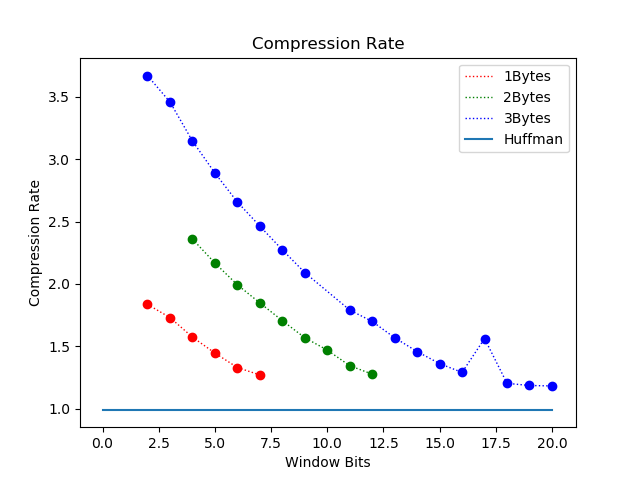 Compression Rate
1Bytes
2Bytes
3Bytes
Huffman
Compression Rate
3.5
3.0
2.5
2.0
1.5
1.0
0.0 2.5 5.0 7.5 10.0 12.5 15.0 17.5 20.0
Window Bits